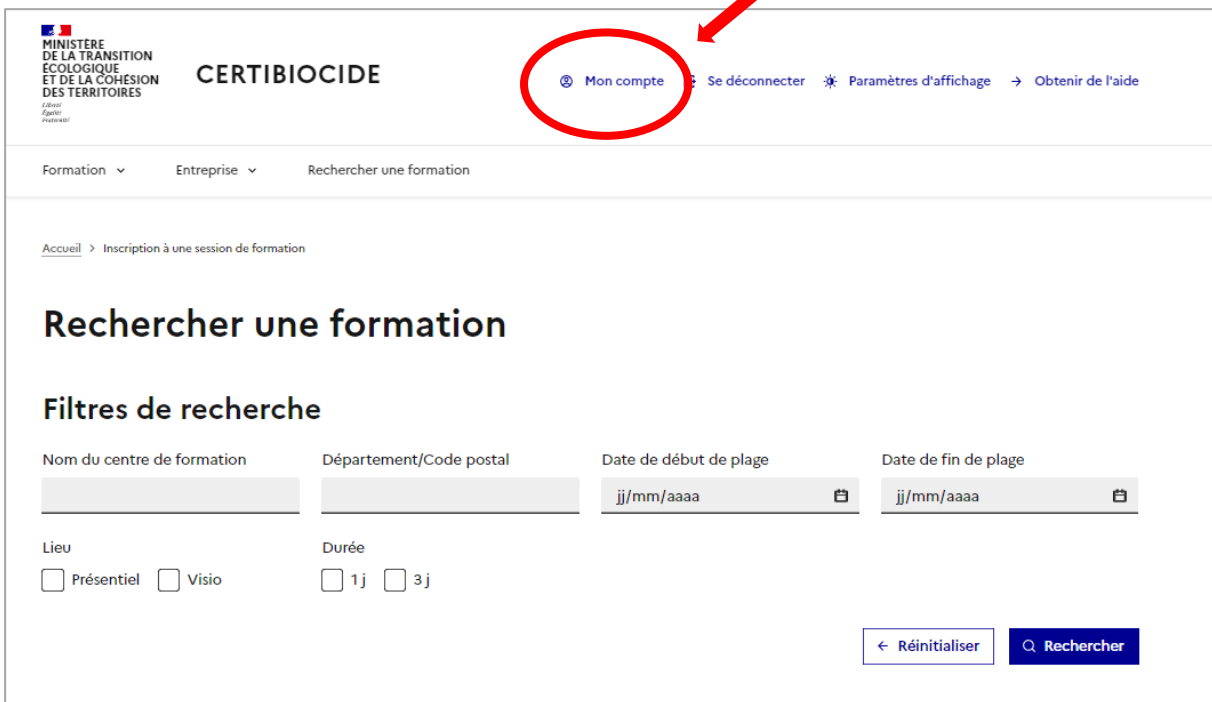 MINISTÈRE
DE LA TRANSITION
ÉCOLOGIQUE
ET DE LA COHÉSION
DES TERRITOIRES
Liberté
Égalité
Fraternité
CERTIBIOCIDE
Mon compte
Se déconnecter
Paramètres d'affichage
→ Obtenir de l'aide
Formation
Entreprise
Rechercher une formation
Accueil > Inscription à une session de formation
Rechercher une formation
Filtres de recherche
Nom du centre de formation
Département/Code postal
Date de début de plage
Date de fin de plage
jj/mm/aaaa
jj/mm/aaaa
Lieu
Durée
Présentiel
Visio
1 j
3 j
← Réinitialiser
Rechercher